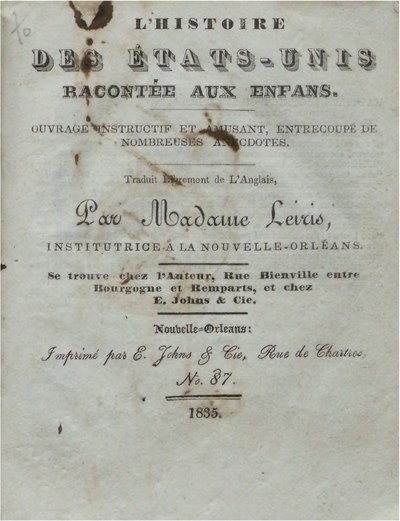 L'HISTOIRE
DES ÉTATS-UNIS
RACONTÉE AUX ENFANS.
OUVRAGE INSTRUCTIF ET AMUSANT, ENTRECOUPÉ DE
NOMBREUSES ANECDOTES.
Traduit Librement de L'Anglais,
Par Madame Leiris,
INSTITUTRICE À LA NOUVELLE-ORLÉANS.
Se trouve chez l'Auteur, Rue Bienville entre
Bourgogne et Remparts, et chez
E. Johns & Cie.
Nouvelle-Orleans:
Imprimé par E. Johns & Cie, Rue de Chartres,
No. 87.
1835.